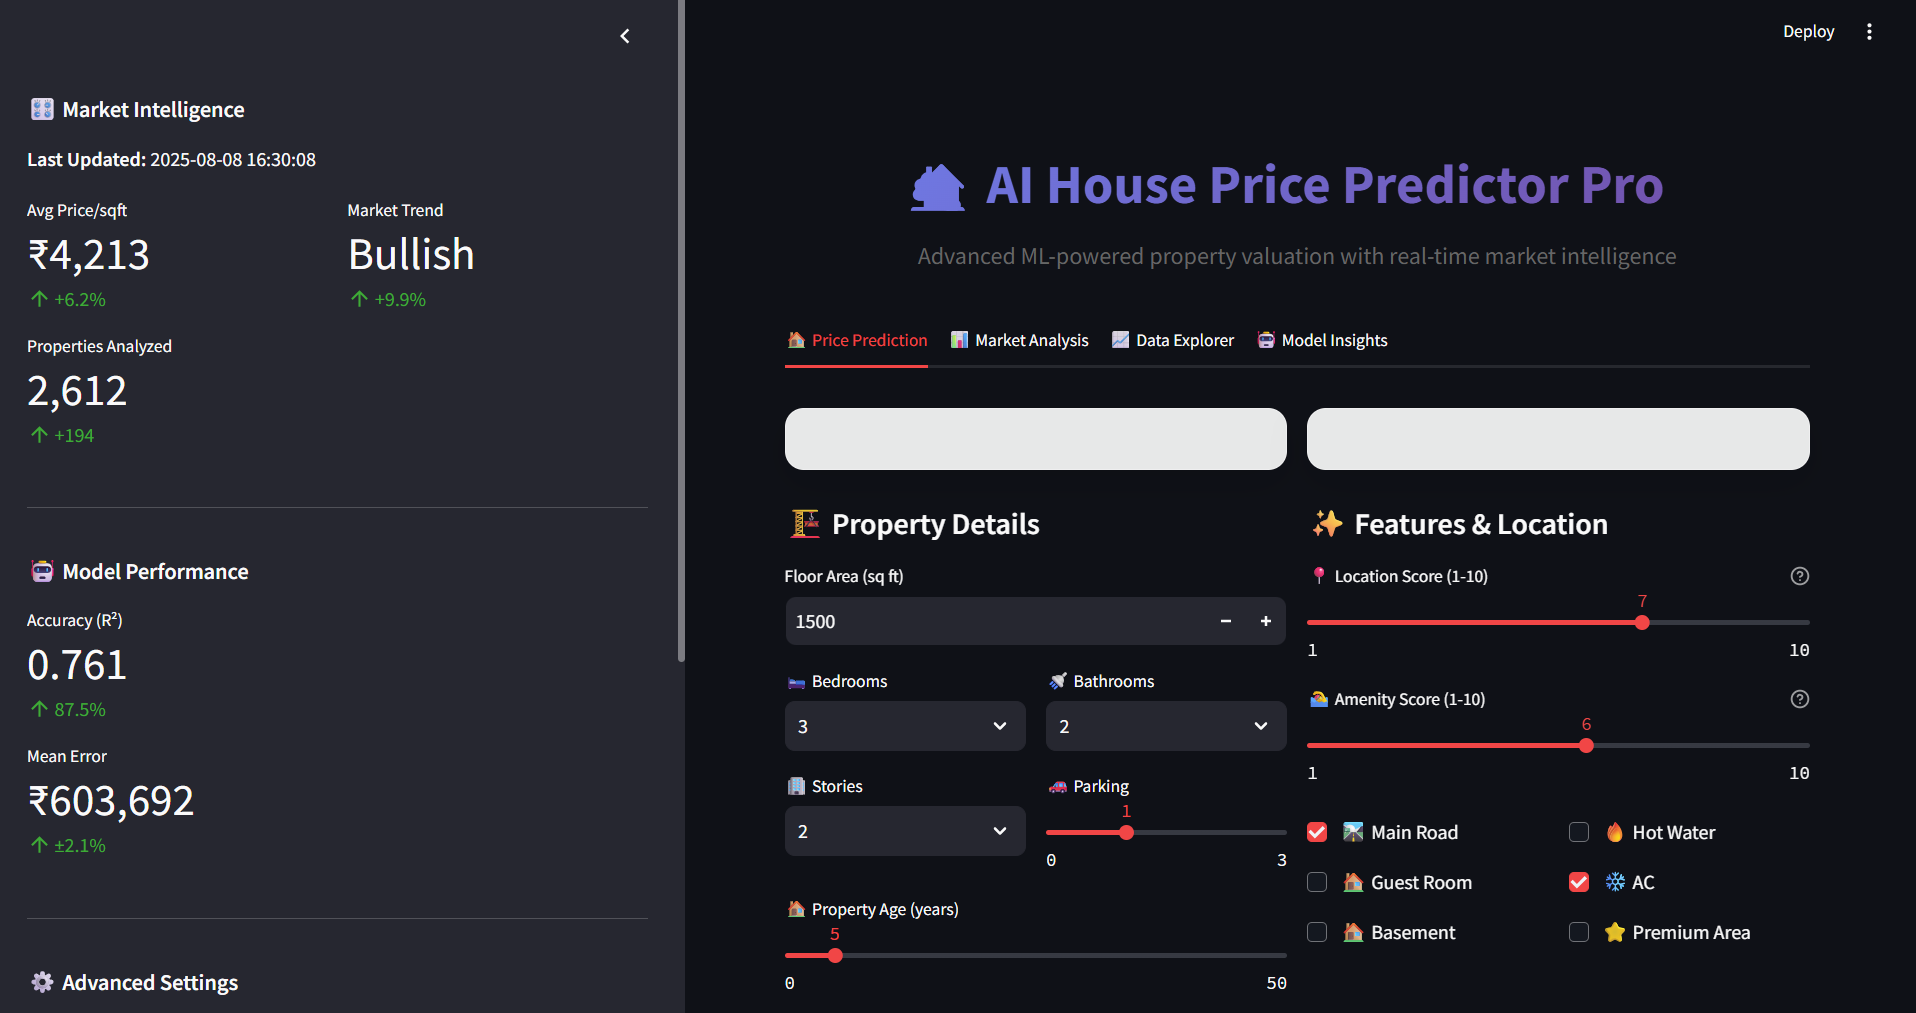 Market Intelligence
Last Updated: 2025-08-08 16:30:08
Avg Price/sqft
₹4,213
+6.2%
Market Trend
Bullish
+9.9%
Properties Analyzed
2,612
+194
Model Performance
Accuracy (R²)
0.761
87.5%
Mean Error
₹603,692
±2.1%
Advanced Settings
Deploy
AI House Price Predictor Pro
Advanced ML-powered property valuation with real-time market intelligence
Price Prediction
Market Analysis
Data Explorer
Model Insights
Property Details
Floor Area (sq ft)
1500
Bedrooms
3
Bathrooms
2
Stories
2
Parking
1
0
3
Property Age (years)
5
0
50
Features & Location
Location Score (1-10)
7
1
10
Amenity Score (1-10)
6
1
10
Main Road
Hot Water
Guest Room
AC
Basement
Premium Area